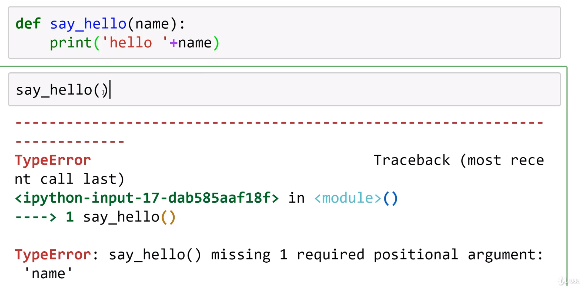 def say_hello(name):
    print('hello '+name)
say_hello()
---------------------------------------------------------------------------
TypeError                                 Traceback (most rece
nt call last)
<ipython-input-17-dab585aaf18f> in <module>()
----> 1 say_hello()

TypeError: say_hello() missing 1 required positional argument:
 'name'